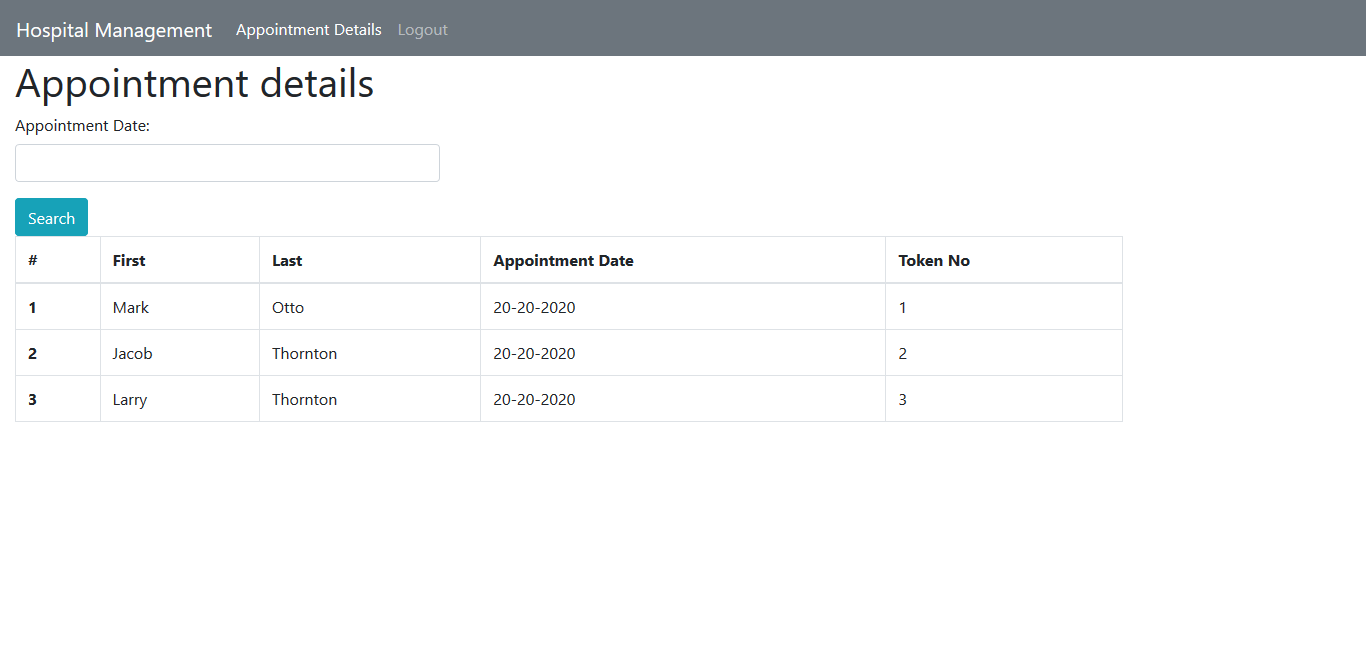 Hospital Management Appointment Details Logout
Appointment details
Appointment Date:
Search
# First Last Appointment Date Token No
1 Mark Otto 20-20-2020 1
2 Jacob Thornton 20-20-2020 2
3 Larry Thornton 20-20-2020 3